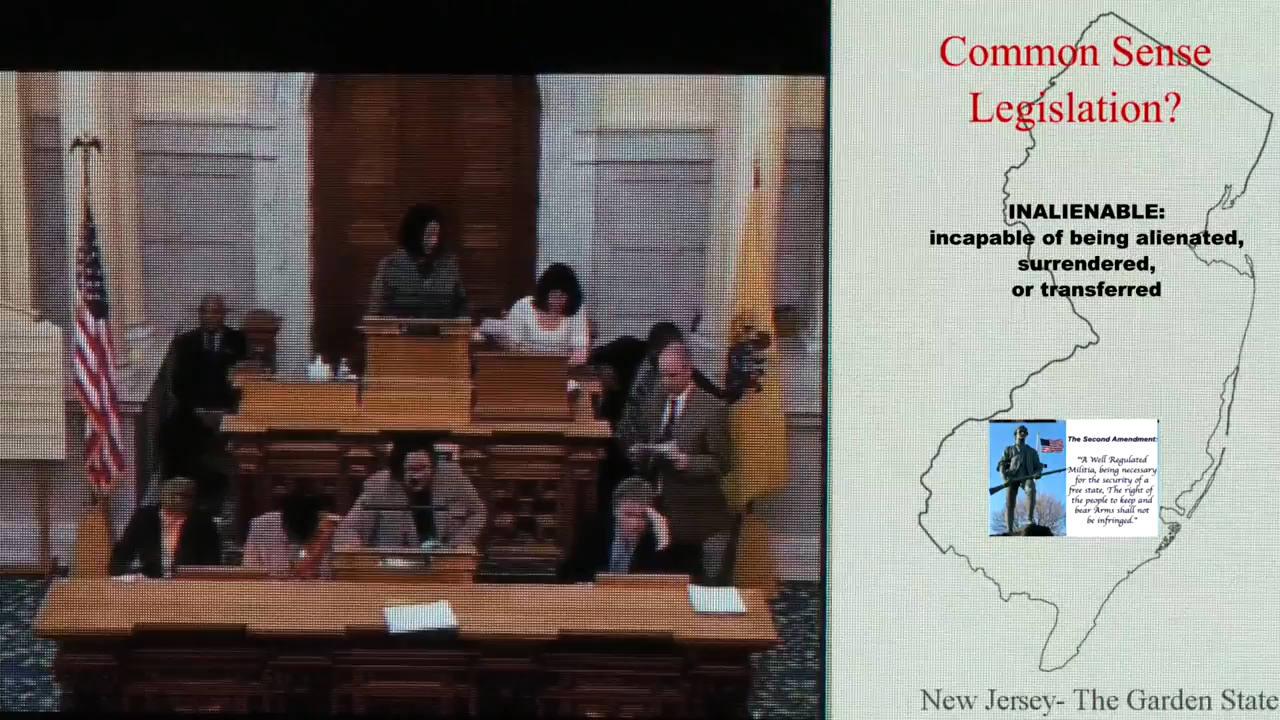 Common Sense
Legislation?
INALIENABLE:
incapable of being alienated,
surrendered,
or transferred
The Second Amendment:
"A Well Regulated
Militia, being necessary
for the security of a
free state, The right of
the people to keep and
bear Arms shall not
be infringed."
New Jersey- The Garden State